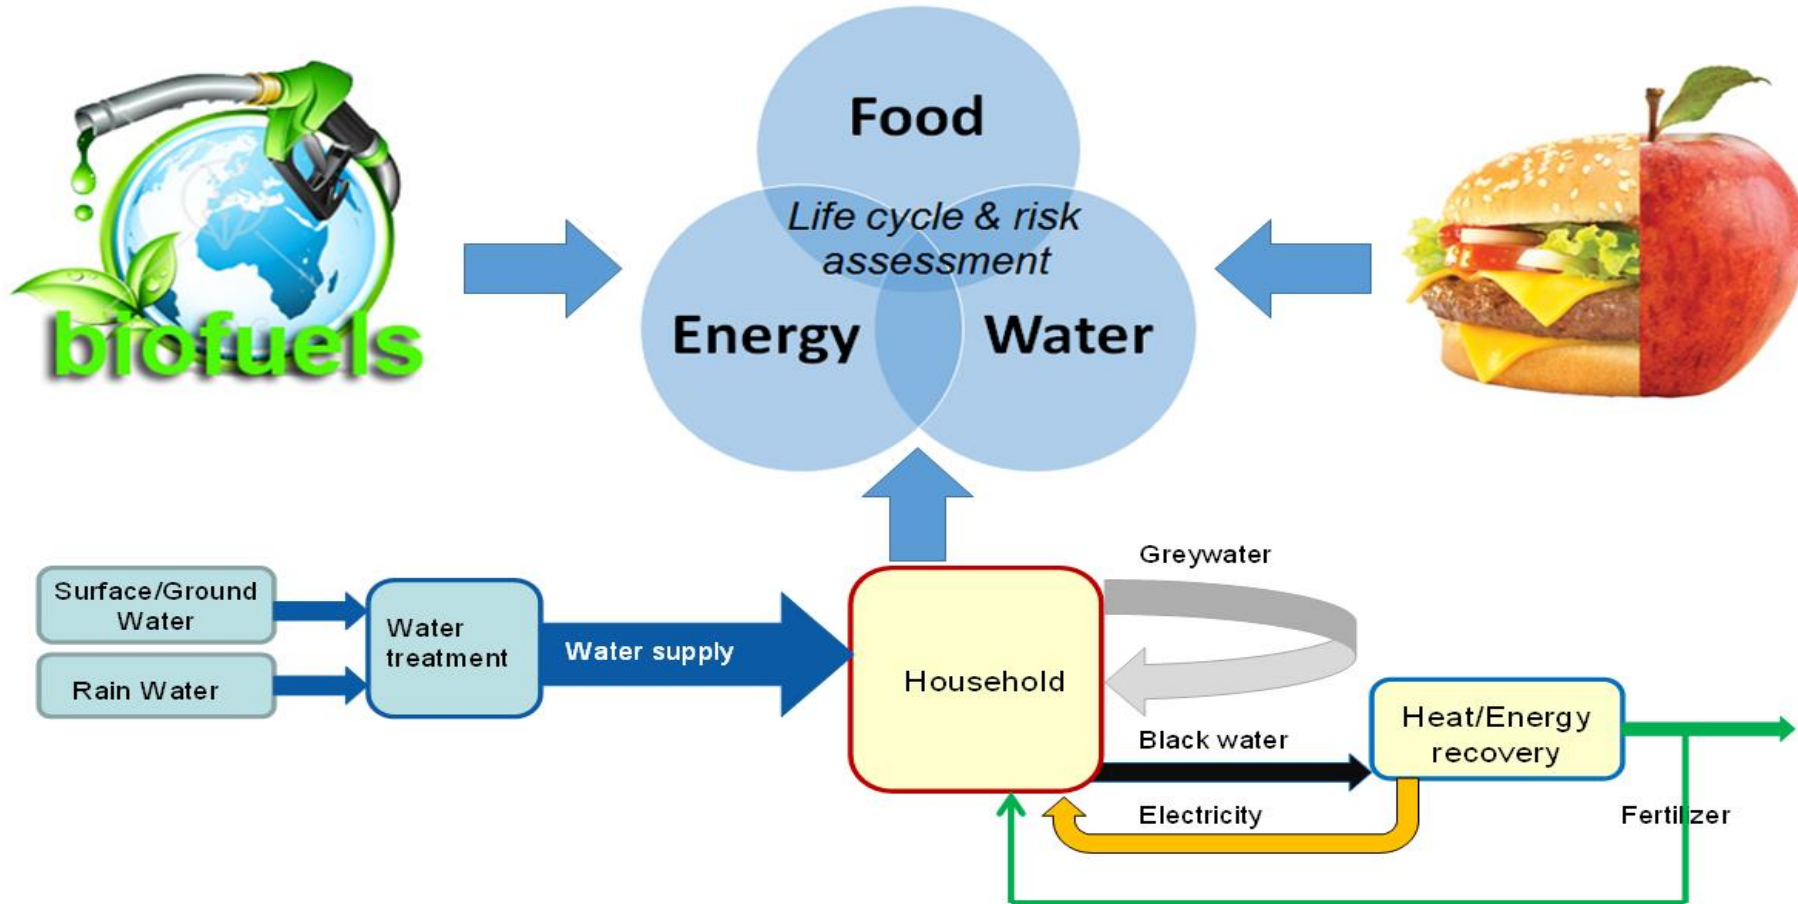 Food
Life cycle & risk
assessment
Energy
Water
biofuels
Greywater
Surface/Ground
Water
Water
treatment
Water supply
Rain Water
Household
Heat/Energy
recovery
Black water
Electricity
Fertilizer